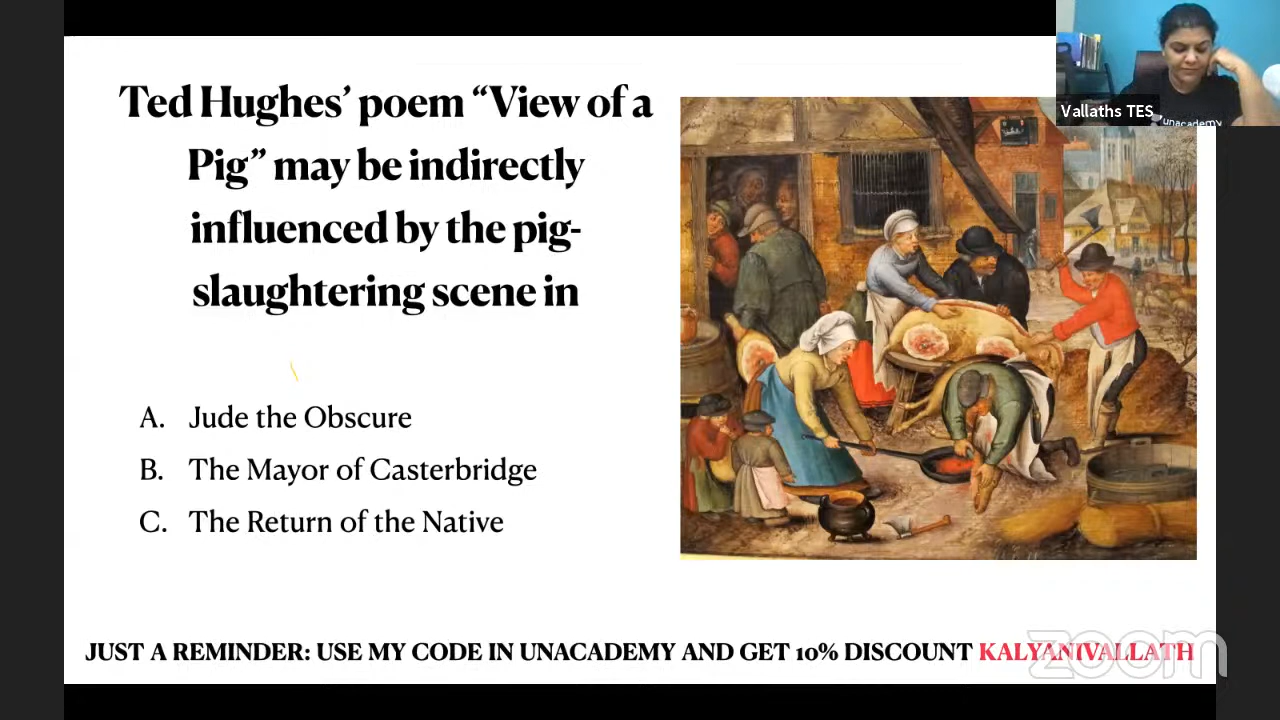 Ted Hughes’ poem “View of a
Pig” may be indirectly
influenced by the pig-
slaughtering scene in
A. Jude the Obscure
B. The Mayor of Casterbridge
C. The Return of the Native
JUST A REMINDER: USE MY CODE IN UNACADEMY AND GET 10% DISCOUNT KALYANIVALLATH
Vallaths TES
unacademy
zoom